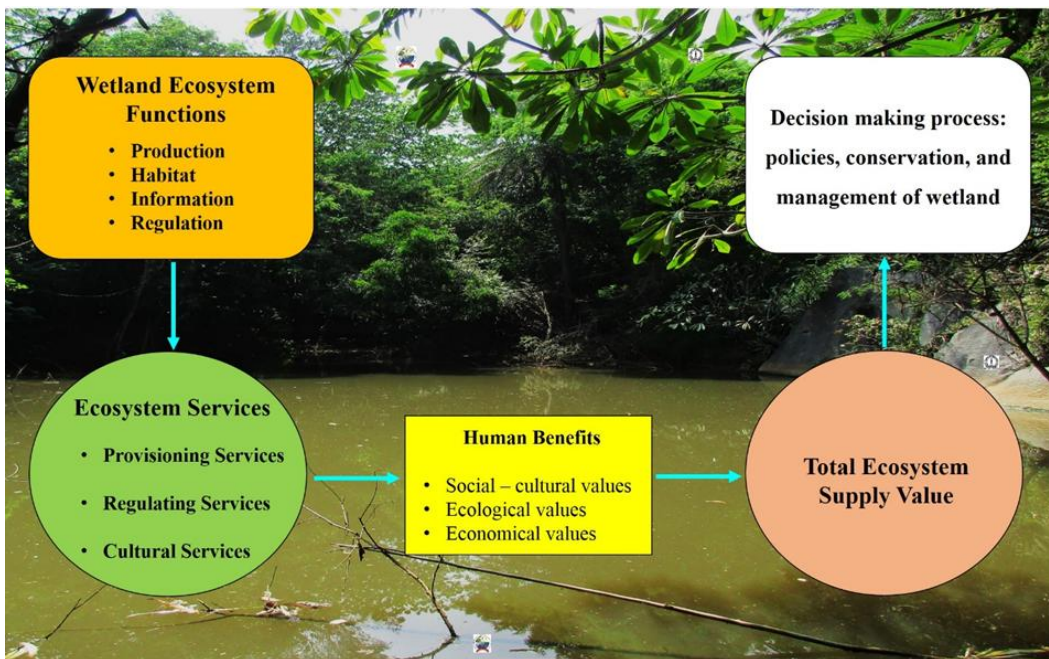 Wetland Ecosystem
Functions
• Production
• Habitat
• Information
• Regulation
Decision making process:
policies, conservation, and
management of wetland
Ecosystem Services
• Provisioning Services
• Regulating Services
• Cultural Services
Human Benefits
• Social – cultural values
• Ecological values
• Economical values
Total Ecosystem
Supply Value